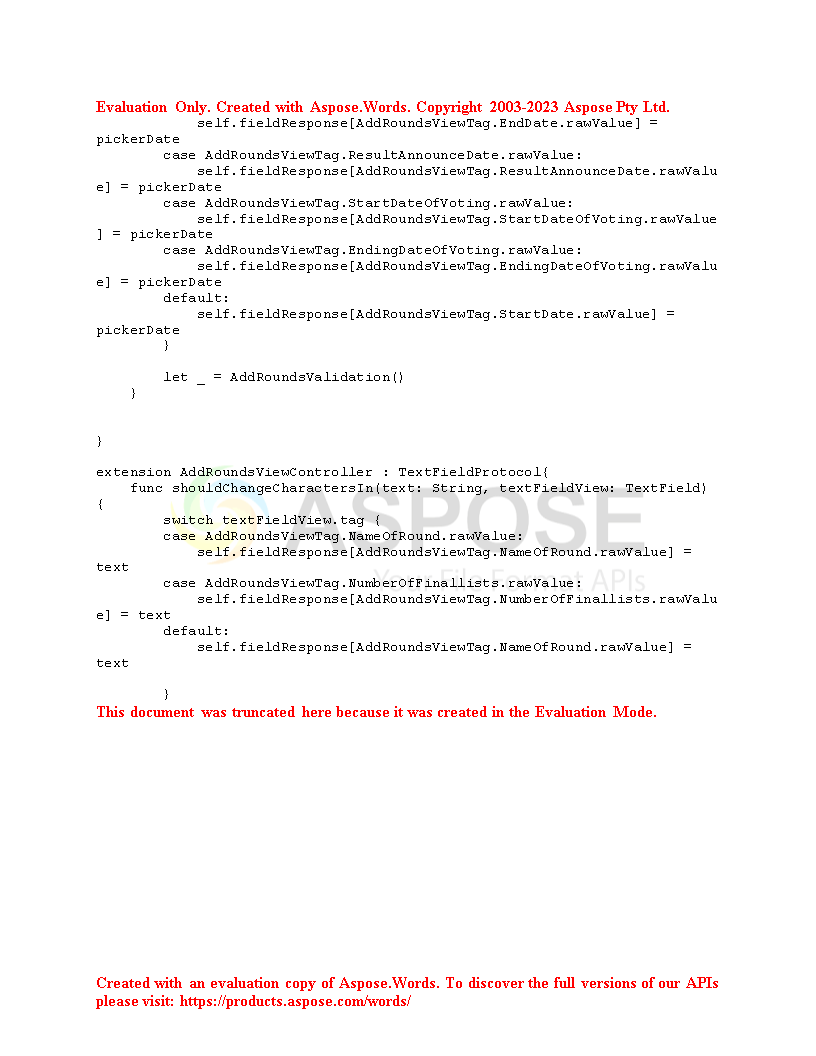 Evaluation Only. Created with Aspose.Words. Copyright 2003-2023 Aspose Pty Ltd.
            self.fieldResponse[AddRoundsViewTag.EndDate.rawValue] =
pickerDate
        case AddRoundsViewTag.ResultAnnounceDate.rawValue:
            self.fieldResponse[AddRoundsViewTag.ResultAnnounceDate.rawValu
e] = pickerDate
        case AddRoundsViewTag.StartDateOfVoting.rawValue:
            self.fieldResponse[AddRoundsViewTag.StartDateOfVoting.rawValue
] = pickerDate
        case AddRoundsViewTag.EndingDateOfVoting.rawValue:
            self.fieldResponse[AddRoundsViewTag.EndingDateOfVoting.rawValu
e] = pickerDate
        default:
            self.fieldResponse[AddRoundsViewTag.StartDate.rawValue] =
pickerDate
        }
        let _ = AddRoundsValidation()
    }
}
extension AddRoundsViewController : TextFieldProtocol{
    func shouldChangeCharactersIn(text: String, textFieldView: TextField)
{
        switch textFieldView.tag {
        case AddRoundsViewTag.NameOfRound.rawValue:
            self.fieldResponse[AddRoundsViewTag.NameOfRound.rawValue] =
text
        case AddRoundsViewTag.NumberOfFinallists.rawValue:
            self.fieldResponse[AddRoundsViewTag.NumberOfFinallists.rawValu
e] = text
        default:
            self.fieldResponse[AddRoundsViewTag.NameOfRound.rawValue] =
text
        }
ASPOSE
Your File Format APIs
This document was truncated here because it was created in the Evaluation Mode.
Created with an evaluation copy of Aspose.Words. To discover the full versions of our APIs
please visit: https://products.aspose.com/words/